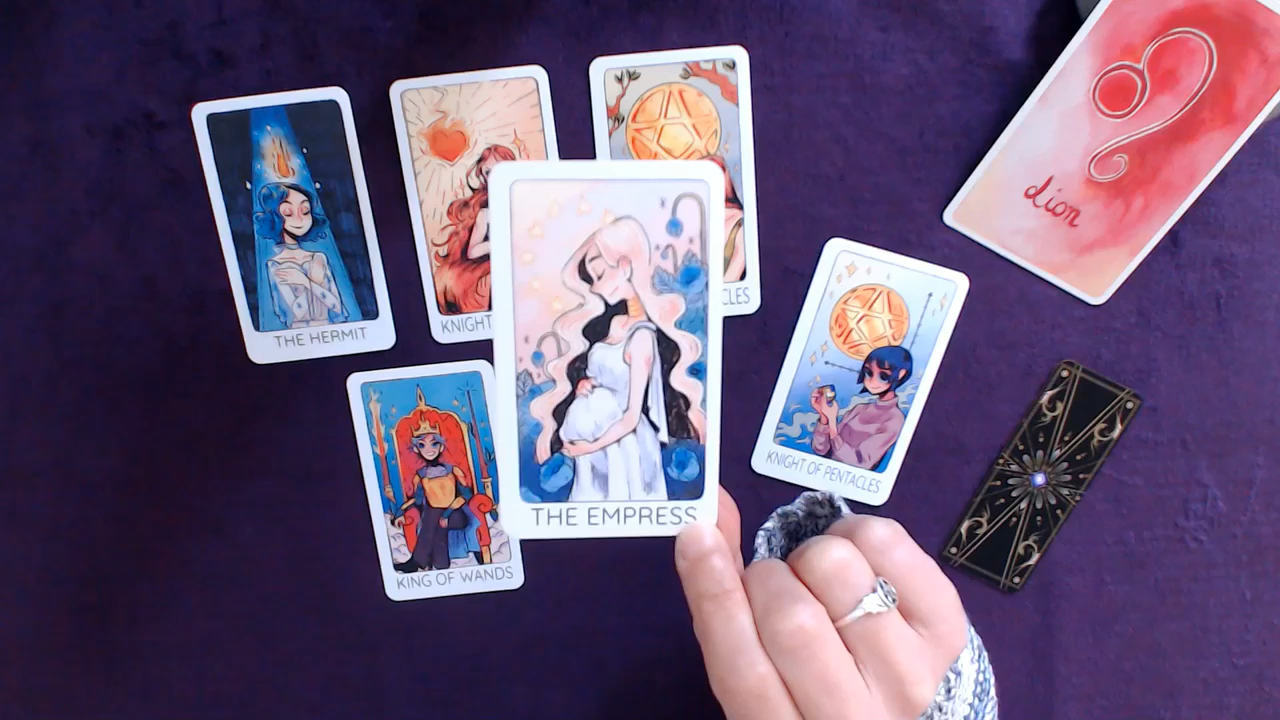 THE HERMIT
KNIGHT
CLES
lion
KING OF WANDS
THE EMPRESS
KNIGHT OF PENTACLES